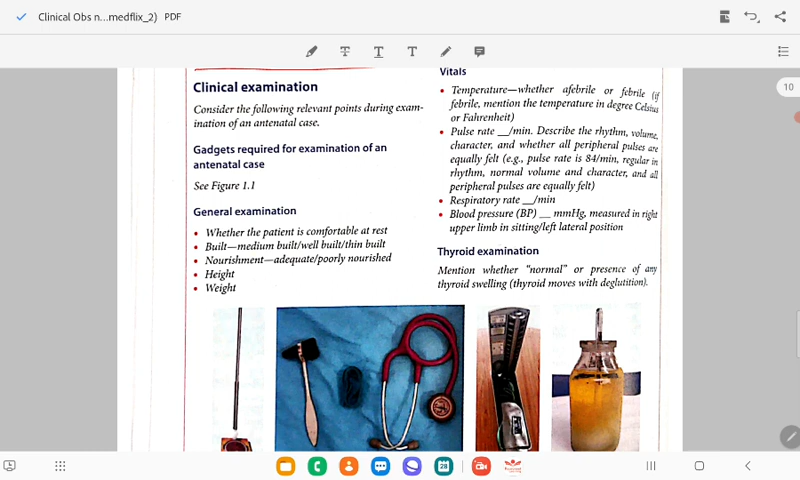 Clinical Obs n...medflix_2) PDF
10
Clinical examination
Consider the following relevant points during exam-
ination of an antenatal case.
Gadgets required for examination of an
antenatal case
See Figure 1.1
General examination
• Whether the patient is comfortable at rest
• Built—medium built/well built/thin built
• Nourishment—adequate/poorly nourished
• Height
• Weight
Vitals
• Temperature—whether afebrile or febrile (if
febrile, mention the temperature in degree Celsius
or Fahrenheit)
• Pulse rate __/min. Describe the rhythm, volume,
character, and whether all peripheral pulses are
equally felt (e.g., pulse rate is 84/min, regular in
rhythm, normal volume and character, and all
peripheral pulses are equally felt)
• Respiratory rate __/min
• Blood pressure (BP) __ mmHg, measured in right
upper limb in sitting/left lateral position
Thyroid examination
Mention whether "normal" or presence of any
thyroid swelling (thyroid moves with deglutition).
28